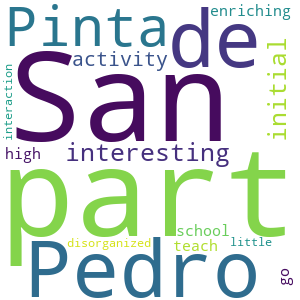 Pinta de enriching
activity
San
initial
interaction
high interesting
part
school
disorganized teach little
Pedro go